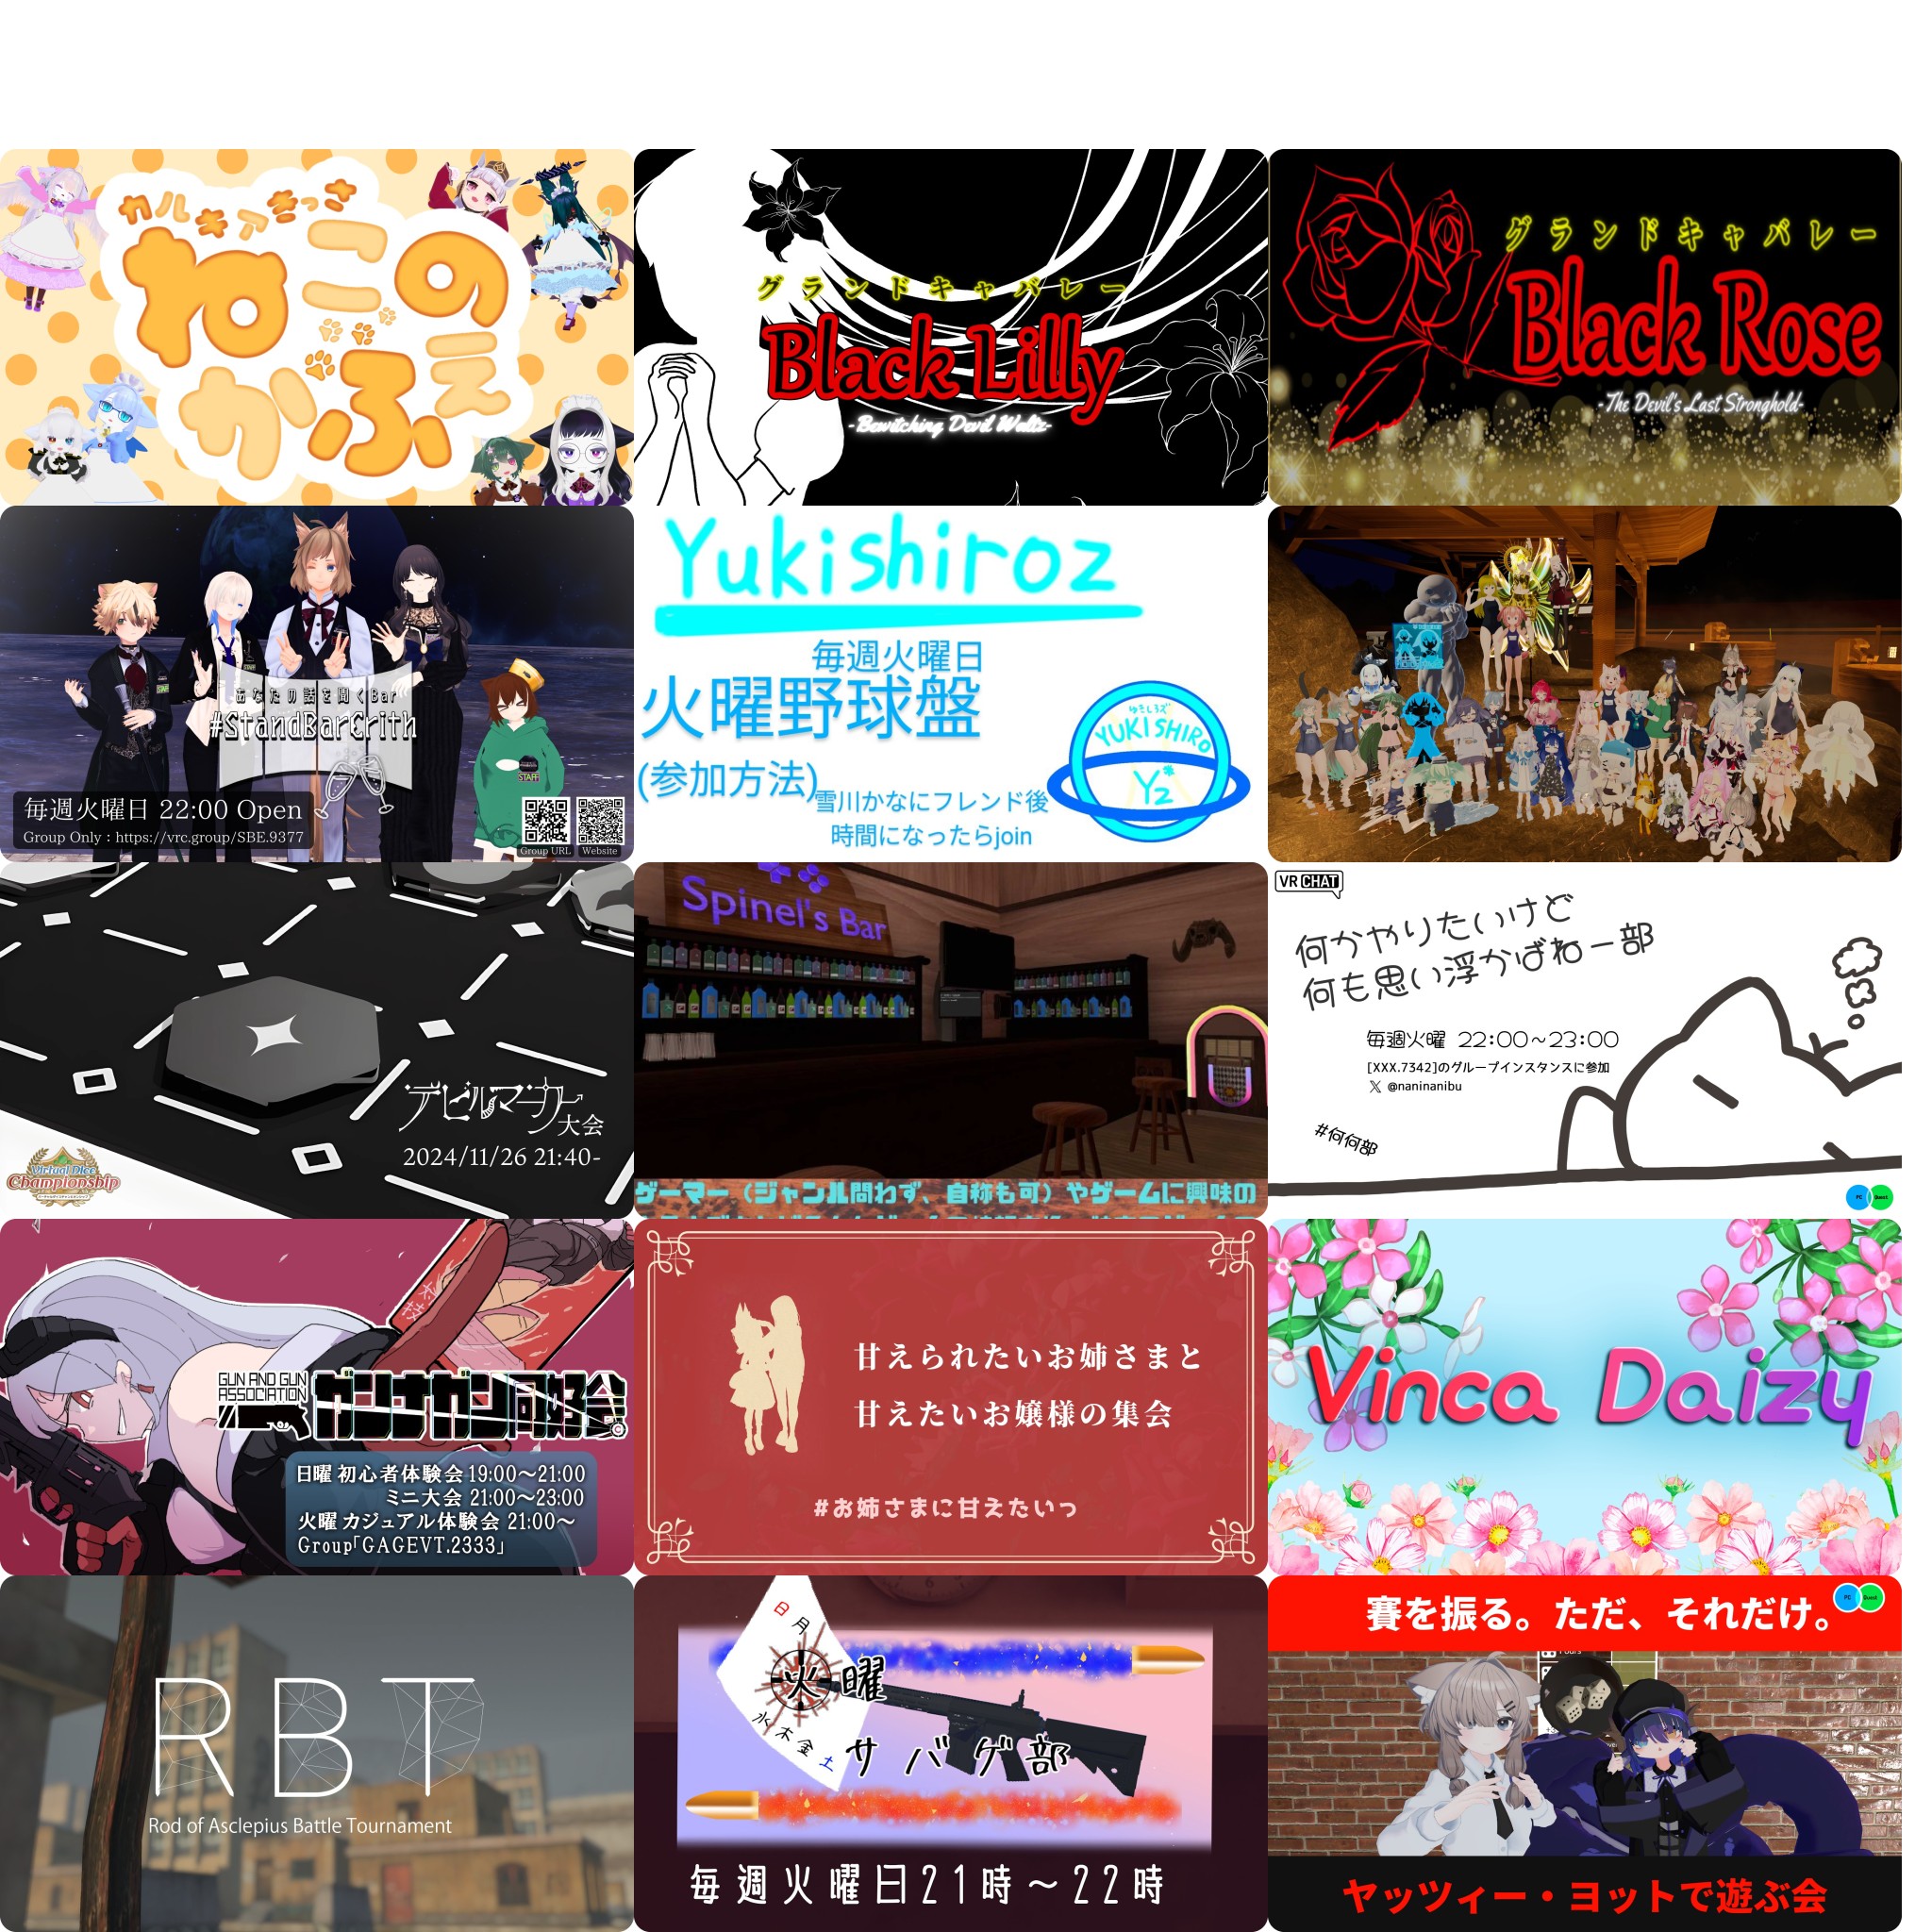 カルキアきっさ
ねこの
かふぇ
グランドキャバレー
Black Lilly
-Bewitching Devil Waltz-
グランドキャバレー
Black Rose
-The Devil's Last Stronghold-
あなたの話を聞くBar
#StandBarCrith
毎週火曜日 22:00 Open
Group Only : https://vrc.group/SBE.9377
STAFF
Group URL
Website
Yukishiroz
毎週火曜日
火曜野球盤
(参加方法)
雪川かなにフレンド後
時間になったらjoin
ゆきしろズ
YUKISHIRO
YZ
デビルマーカー
大会
2024/11/26 21:40-
Virtual Dice
Championship
Spinel's Bar
ゲーマー（ジャンル問わず、自称も可）やゲームに興味の
VRCHAT
何かやりたいけど
何も思い浮かばねー部
毎週火曜 22:00~23:00
[XXX.7342]のグループインスタンスに参加
X @naninanibu
#何何部
PC
Quest
GUN AND GUN
ASSOCIATION
ガンナガン同好会
日曜 初心者体験会 19:00～21:00
ミニ大会 21:00～23:00
火曜 カジュアル体験会 21:00～
Group「GAGEVT.2333」
甘えられたいお姉さまと
甘えたいお嬢様の集会
#お姉さまに甘えたいっ
Vinca Daizy
RBT
Rod of Asclepius Battle Tournament
日
月
火曜
水木金土
サバゲ部
毎週火曜日21時～22時
賽を振る。ただ、それだけ。
PC
Quest
ヤッツィー・ヨットで遊ぶ会